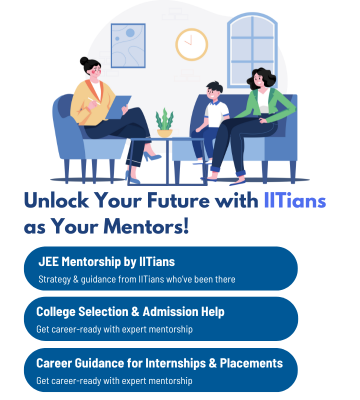 Unlock Your Future with IITians
as Your Mentors!
JEE Mentorship by IITians
Strategy & guidance from IITians who've been there
College Selection & Admission Help
Get career-ready with expert mentorship
Career Guidance for Internships & Placements
Get career-ready with expert mentorship